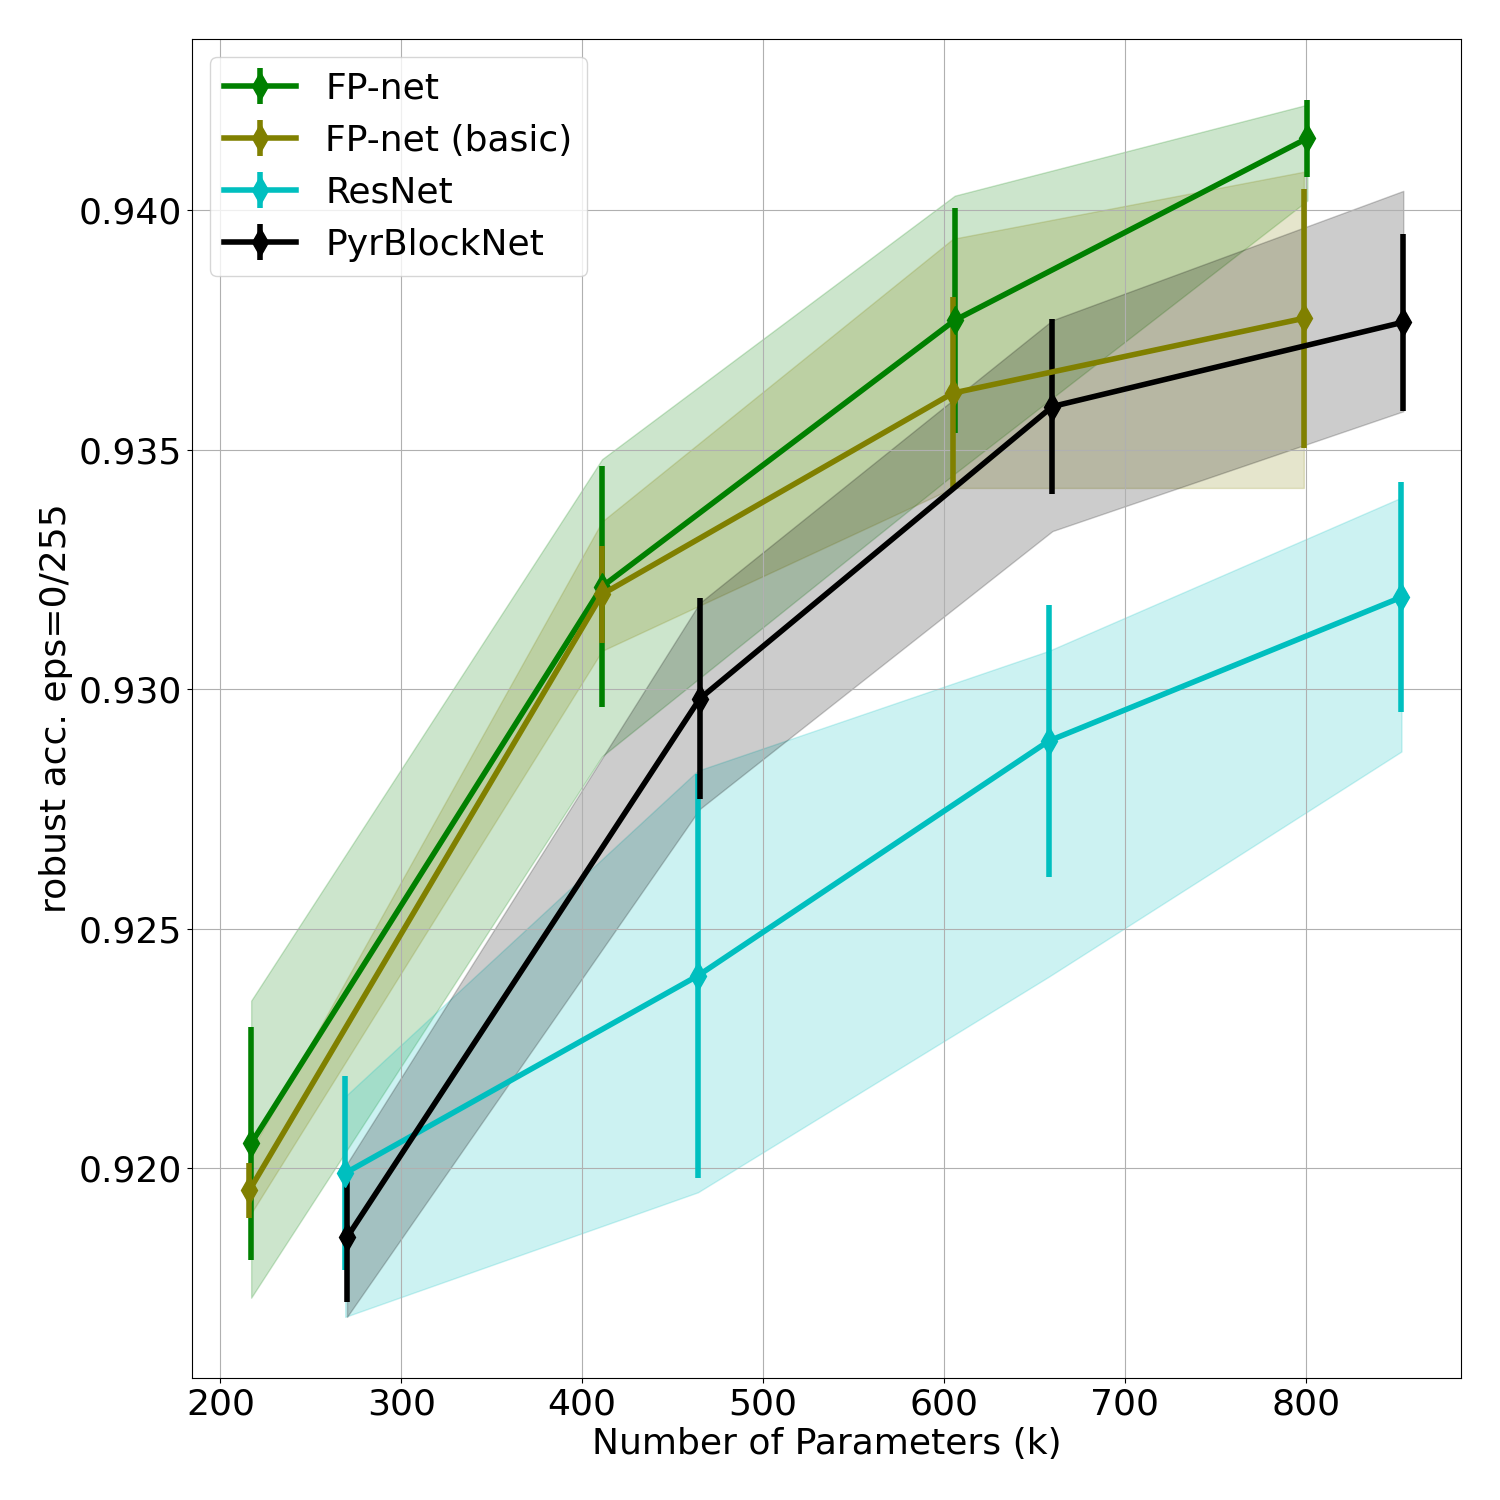 FP-net
FP-net (basic)
ResNet
PyrBlockNet
0.940
0.935
0.930
0.925
0.920
robust acc. eps=0/255
200 300 400 500 600 700 800
Number of Parameters (k)